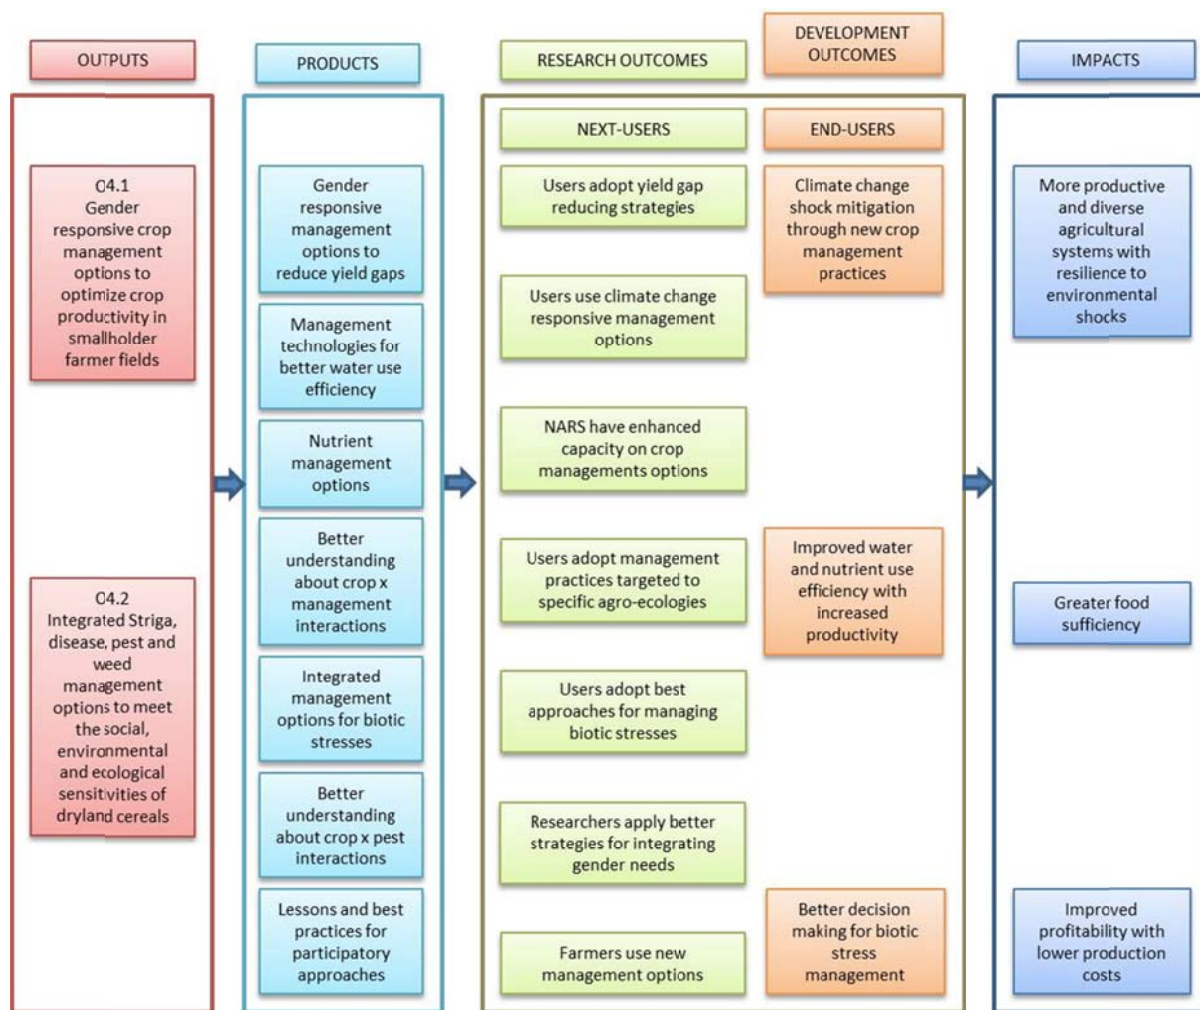 OUTPUTS
PRODUCTS
RESEARCH OUTCOMES
DEVELOPMENT
OUTCOMES
IMPACTS
NEXT-USERS
END-USERS
O4.1
Gender
responsive crop
management
options to
optimize crop
productivity in
smallholder
farmer fields
O4.2
Integrated Striga,
disease, pest and
weed
management
options to meet
the social,
environmental
and ecological
sensitivities of
dryland cereals
Gender
responsive
management
options to
reduce yield gaps
Management
technologies for
better water use
efficiency
Nutrient
management
options
Better
understanding
about crop x
management
interactions
Integrated
management
options for biotic
stresses
Better
understanding
about crop x pest
interactions
Lessons and best
practices for
participatory
approaches
Users adopt yield gap
reducing strategies
Users use climate change
responsive management
options
NARS have enhanced
capacity on crop
managements options
Users adopt management
practices targeted to
specific agro-ecologies
Users adopt best
approaches for managing
biotic stresses
Researchers apply better
strategies for integrating
gender needs
Farmers use new
management options
Climate change
shock mitigation
through new crop
management
practices
Improved water
and nutrient use
efficiency with
increased
productivity
Better decision
making for biotic
stress
management
More productive
and diverse
agricultural
systems with
resilience to
environmental
shocks
Greater food
sufficiency
Improved
profitability with
lower production
costs